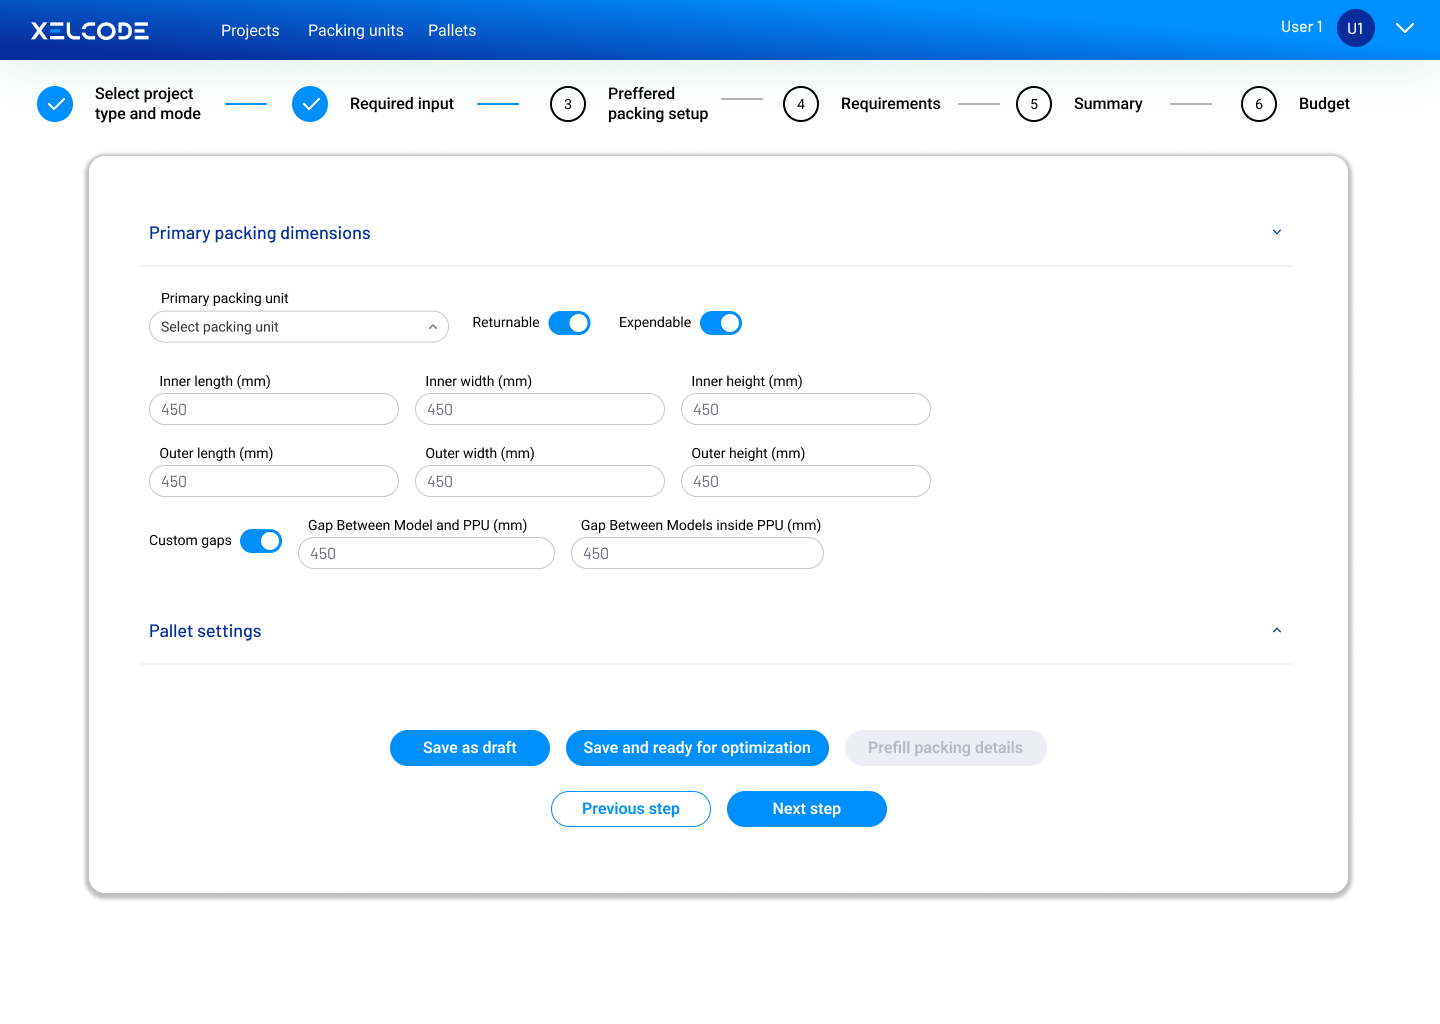 XELCODE
Projects
Packing units
Pallets
User 1
U1
Select project
type and mode
Required input
3
Preffered
packing setup
4
Requirements
5
Summary
6
Budget
Primary packing dimensions
Primary packing unit
Select packing unit
Returnable
Expendable
Inner length (mm)
Inner width (mm)
Inner height (mm)
450
450
450
Outer length (mm)
Outer width (mm)
Outer height (mm)
450
450
450
Custom gaps
Gap Between Model and PPU (mm)
Gap Between Models inside PPU (mm)
450
450
Pallet settings
Save as draft
Save and ready for optimization
Prefill packing details
Previous step
Next step